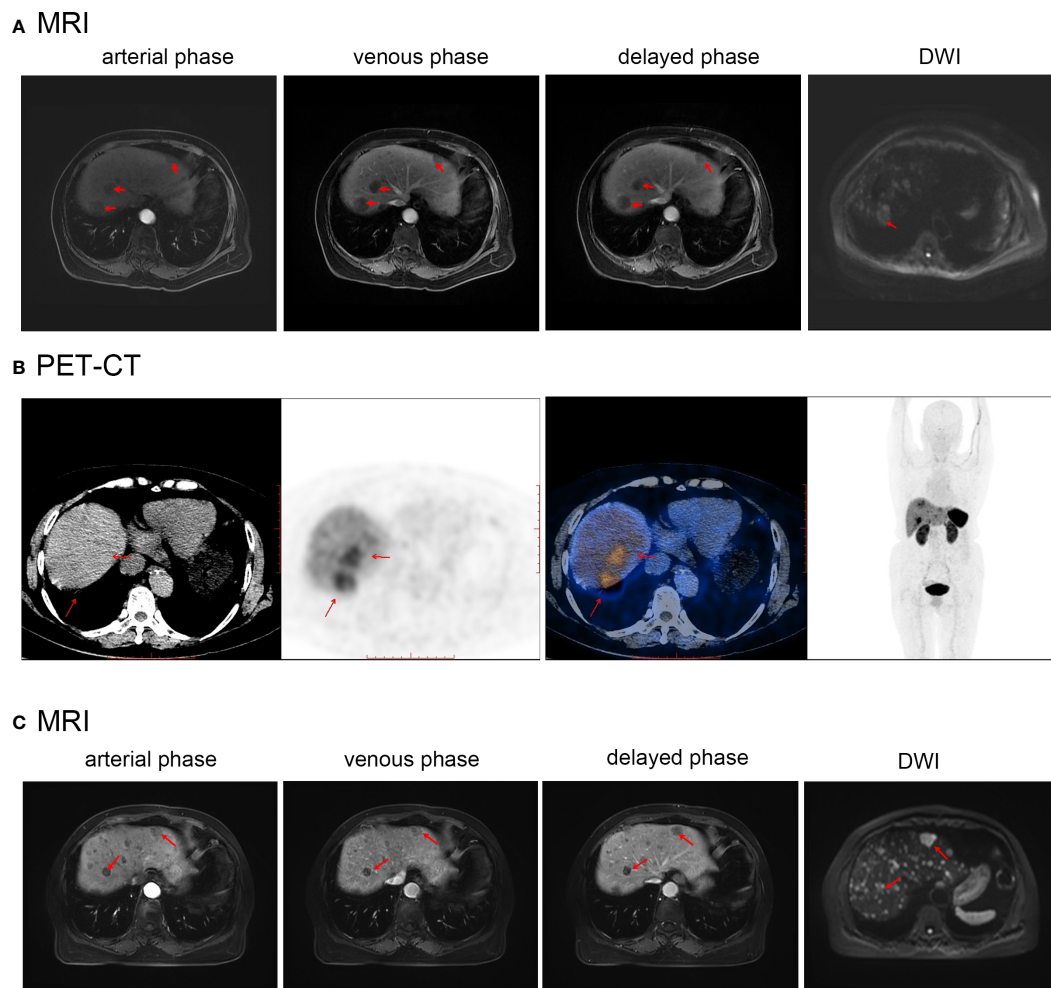 A MRI
arterial phase venous phase delayed phase DWI
B PET-CT
C MRI
arterial phase venous phase delayed phase DWI